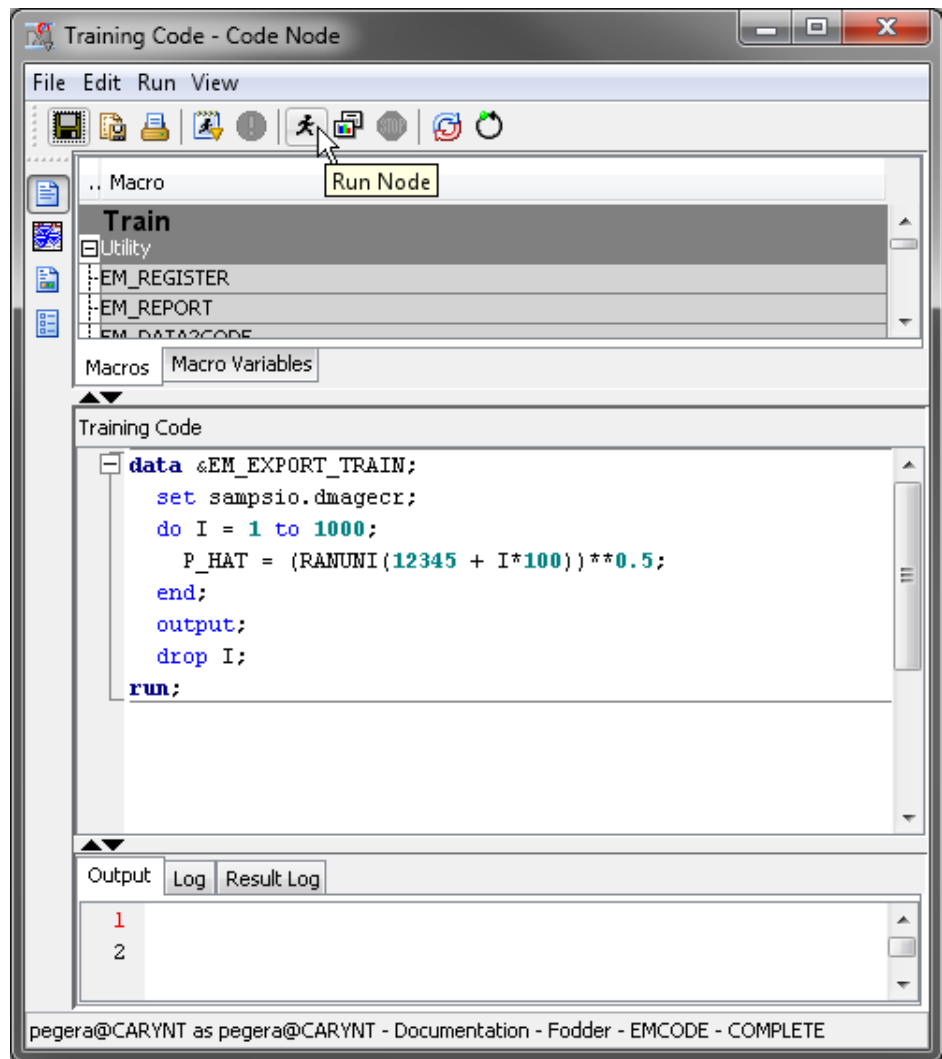 Training Code - Code Node
File Edit Run View
STOP
Run Node
.. Macro
Train
Utility
EM_REGISTER
EM_REPORT
EM_DATA2CODE
Macros Macro Variables
Training Code
data &EM_EXPORT_TRAIN;
set sampsio.dmagecr;
do I = 1 to 1000;
P_HAT = (RANUNI(12345 + I*100))**0.5;
end;
output;
drop I;
run;
Output Log Result Log
1
2
pegera@CARYNT as pegera@CARYNT - Documentation - Fodder - EMCODE - COMPLETE